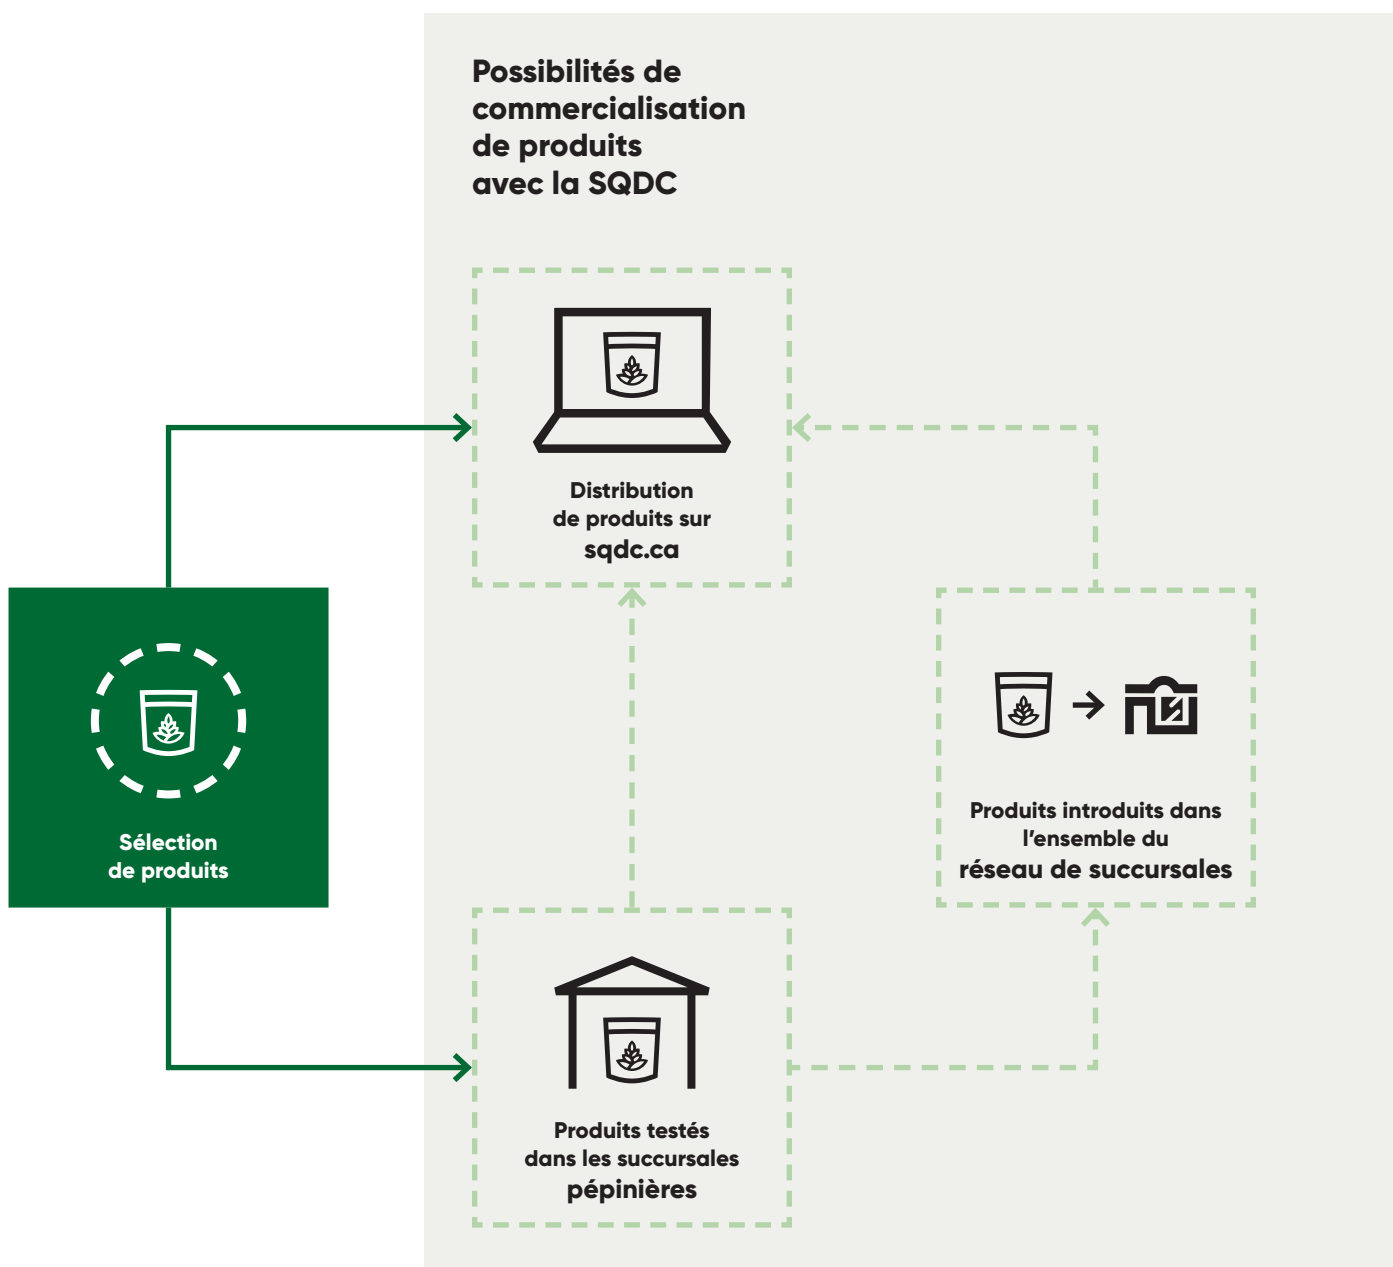 Possibilités de
commercialisation
de produits
avec la SQDC
Distribution
de produits sur
sqdc.ca
Sélection
de produits
Produits introduits dans
l’ensemble du
réseau de succursales
Produits testés
dans les succursales
pépinières